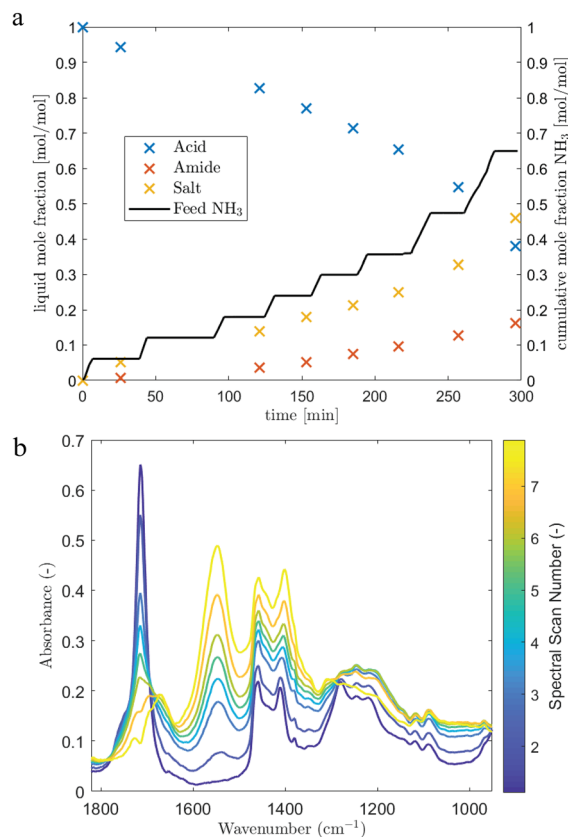 a
liquid mole fraction [mol/mol]
1
0.9
0.8
0.7
0.6
0.5
0.4
0.3
0.2
0.1
0
Acid
Amide
Salt
Feed NH3
1
0.9
0.8
0.7
0.6
0.5
0.4
0.3
0.2
0.1
0
cumulative mole fraction NH3 [mol/mol]
0 50 100 150 200 250 300
time [min]
b
Absorbance (-)
0.7
0.6
0.5
0.4
0.3
0.2
0.1
0
1800 1600 1400 1200 1000
Wavenumber (cm−1)
7
6
5
4
3
2
Spectral Scan Number (-)